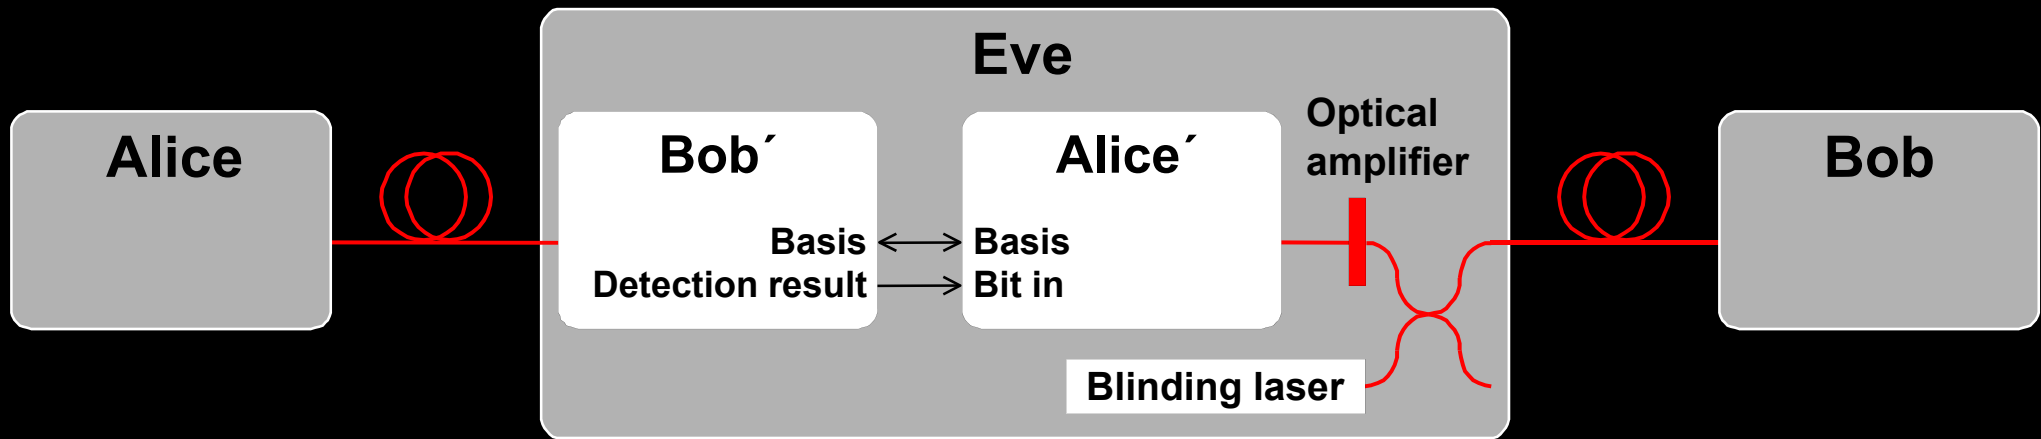 Eve
Alice
Bob´
Alice´
Optical
amplifier
Bob
Basis
Basis
Detection result
Bit in
Blinding laser